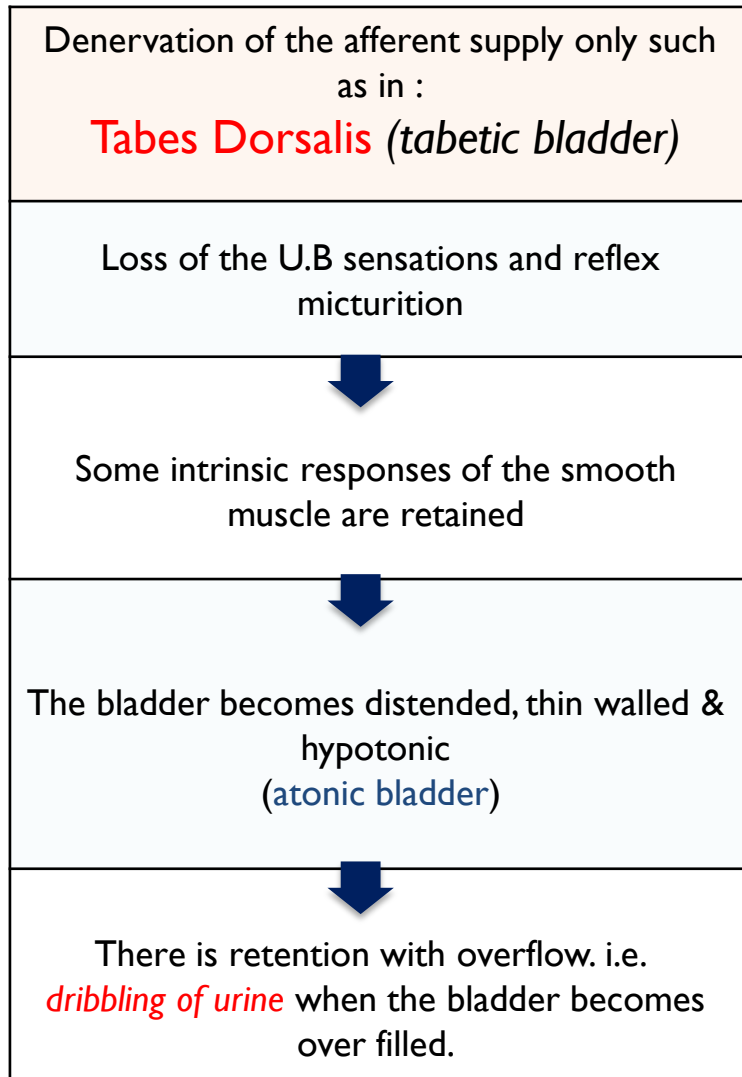 Denervation of the afferent supply only such
as in :
Tabes Dorsalis (tabetic bladder)
Loss of the U.B sensations and reflex
micturition
Some intrinsic responses of the smooth
muscle are retained
The bladder becomes distended, thin walled &
hypotonic
(atonic bladder)
There is retention with overflow. i.e.
dribbling of urine when the bladder becomes
over filled.